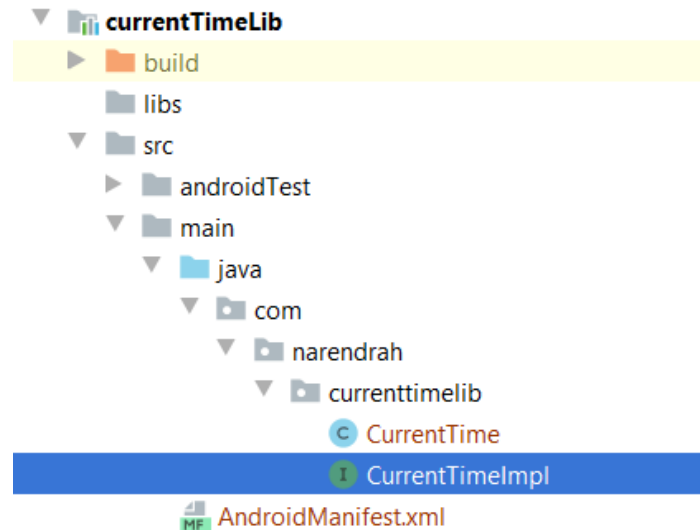 currentTimeLib
build
libs
src
androidTest
main
java
com
narendrah
currenttimelib
C CurrentTime
I CurrentTimeImpl
MF AndroidManifest.xml